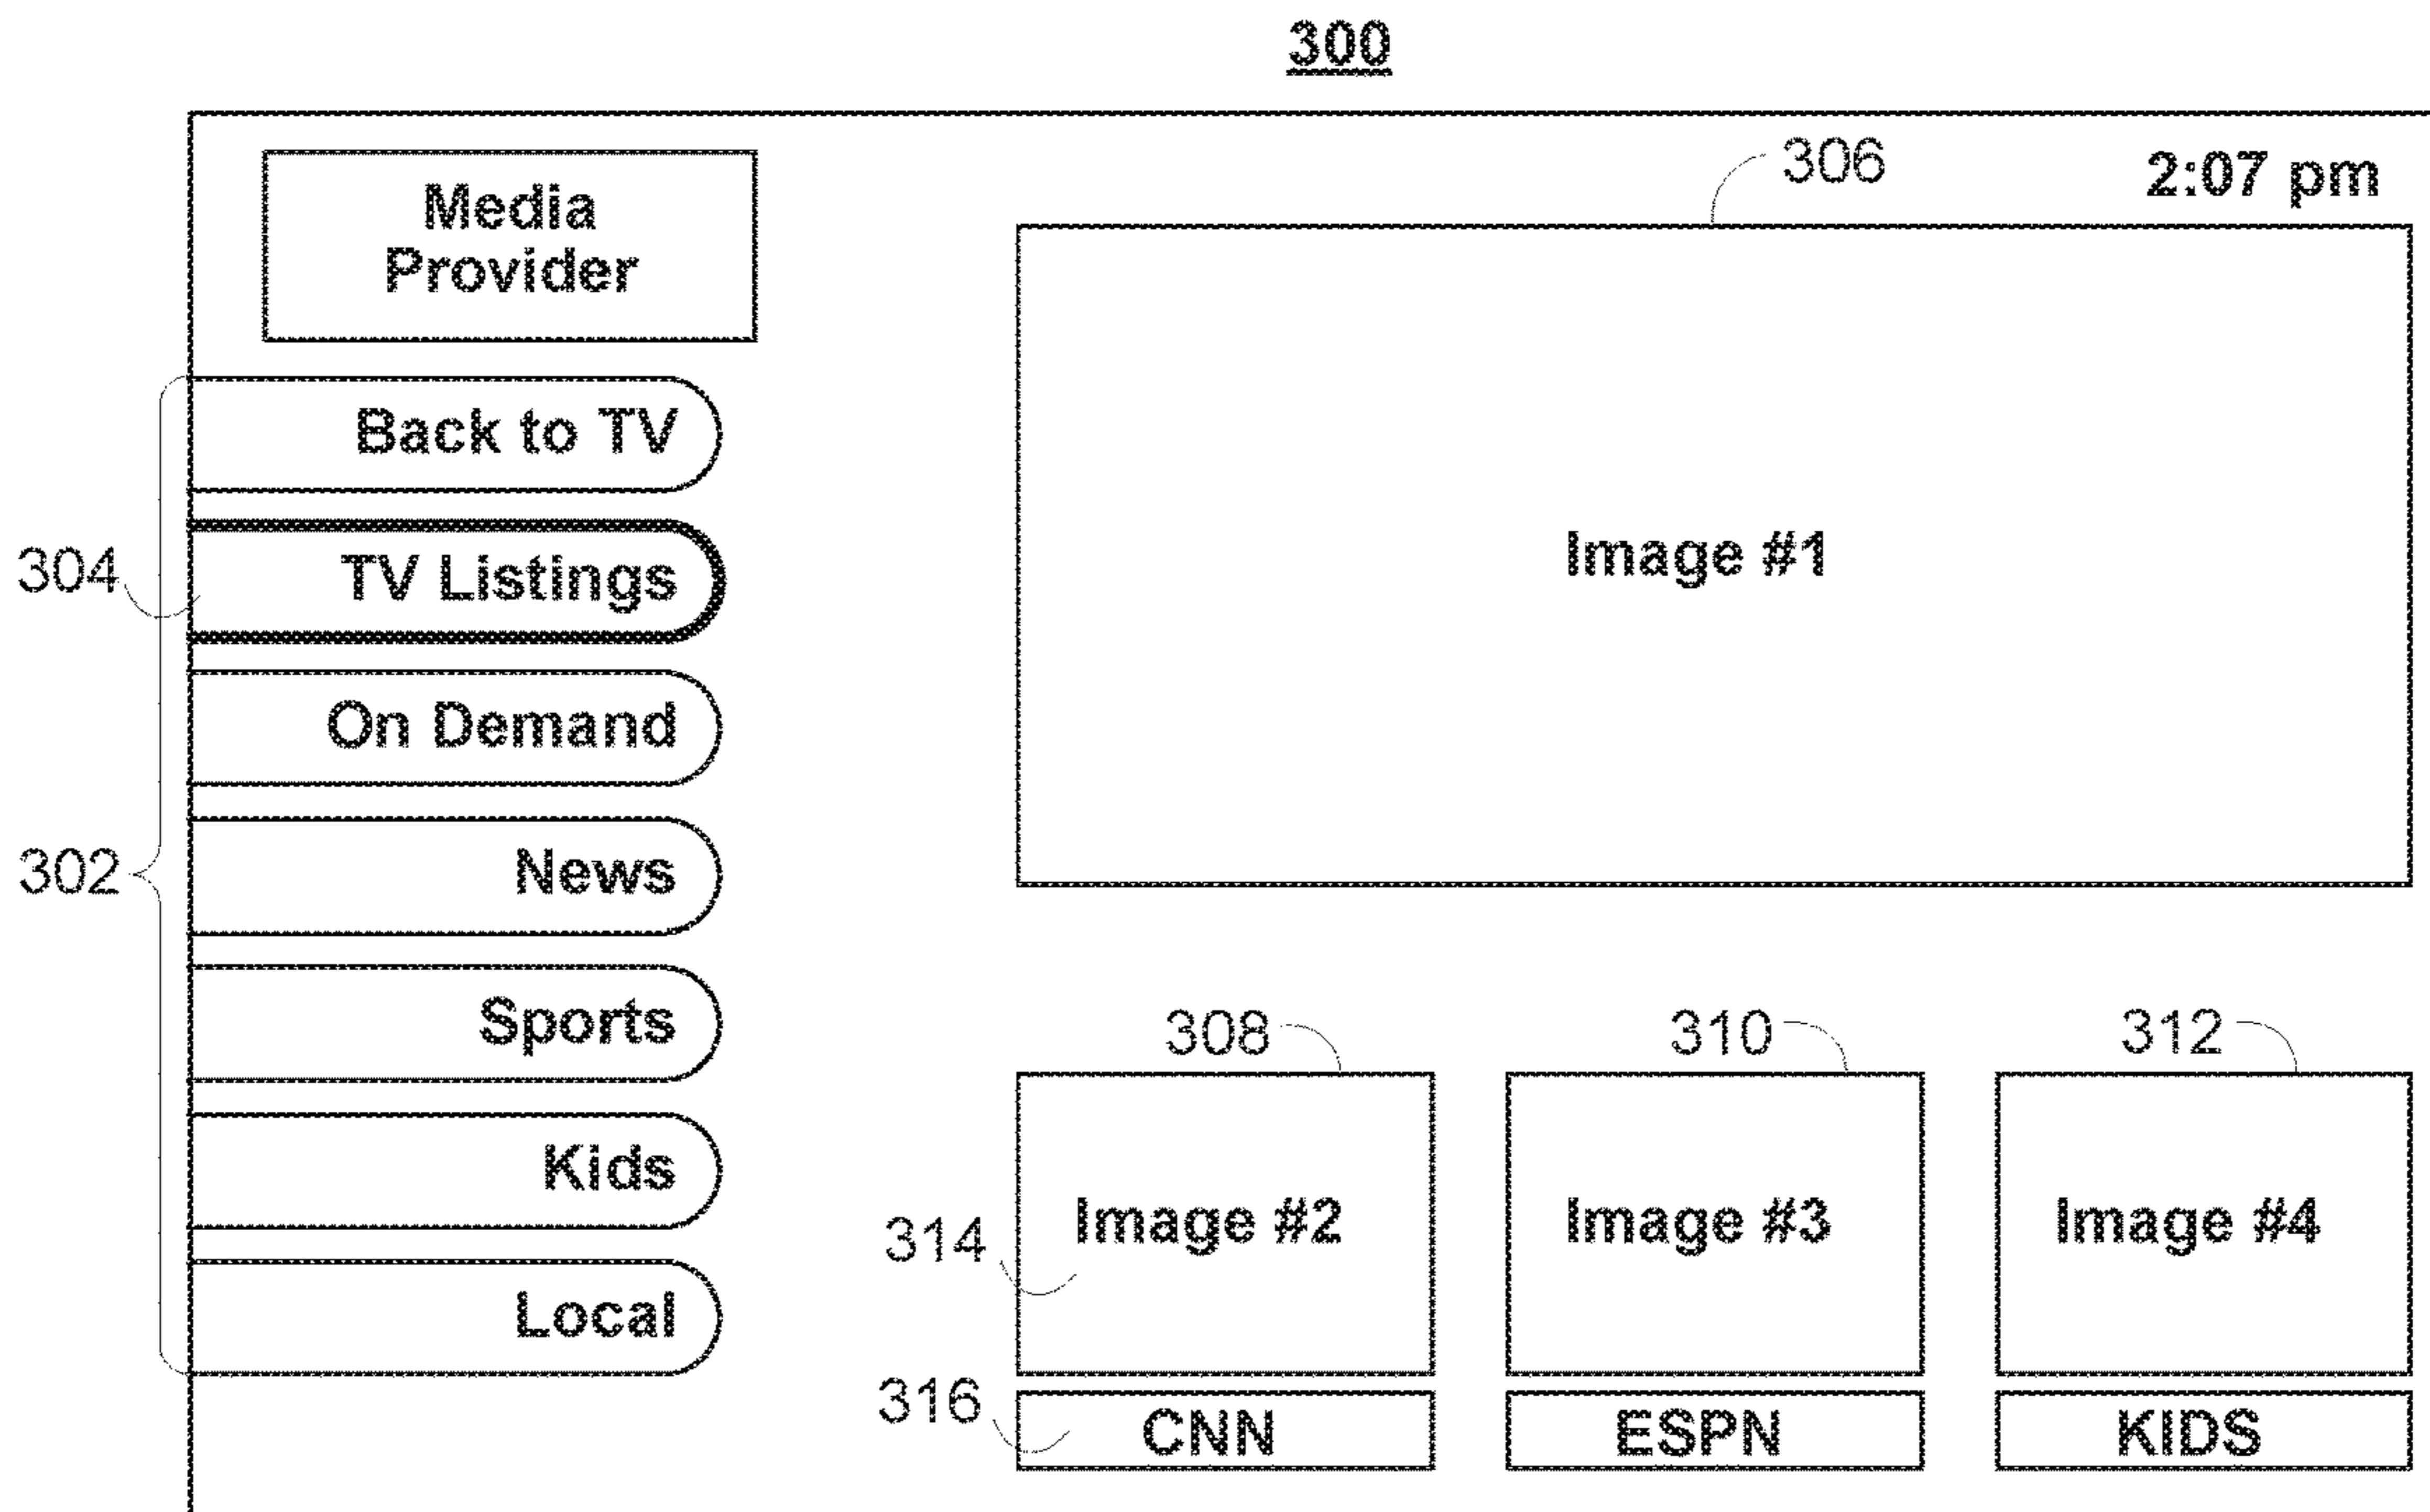 300
306
2:07 pm
Media
Provider
Back to TV
304
TV Listings
Image #1
On Demand
302
News
Sports
308
310
312
Kids
314
Image #2
Image #3
Image #4
Local
316
CNN
ESPN
KIDS